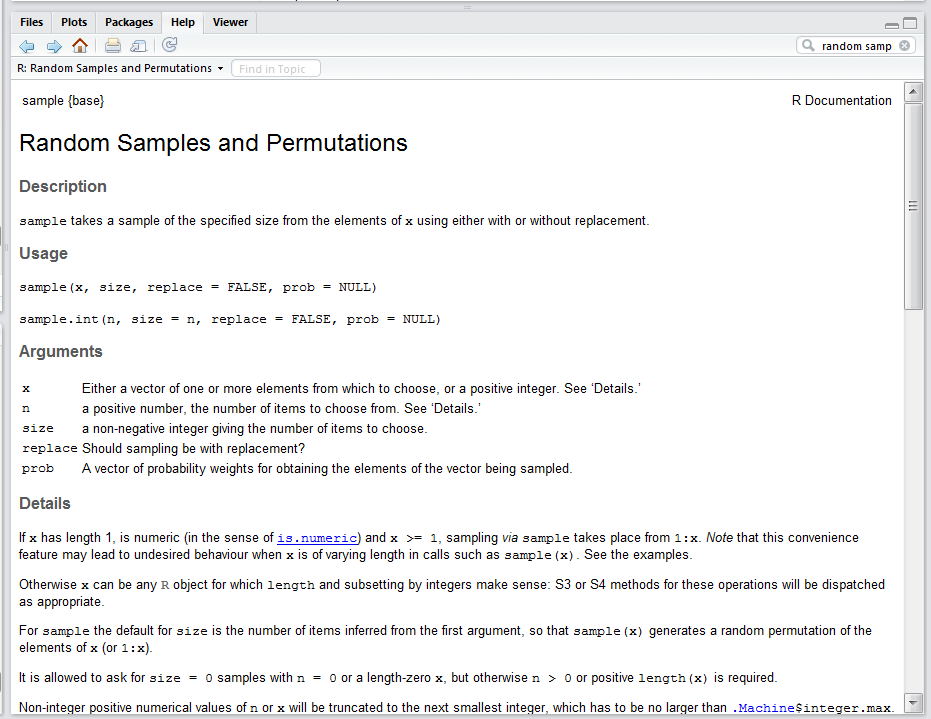 Files Plots Packages Help Viewer
random samp
R: Random Samples and Permutations Find in Topic
sample {base} R Documentation
Random Samples and Permutations
Description
sample takes a sample of the specified size from the elements of x using either with or without replacement.
Usage
sample(x, size, replace = FALSE, prob = NULL)
sample.int(n, size = n, replace = FALSE, prob = NULL)
Arguments
x Either a vector of one or more elements from which to choose, or a positive integer. See ‘Details.’
n a positive number, the number of items to choose from. See ‘Details.’
size a non-negative integer giving the number of items to choose.
replace Should sampling be with replacement?
prob A vector of probability weights for obtaining the elements of the vector being sampled.
Details
If x has length 1, is numeric (in the sense of is.numeric) and x >= 1, sampling via sample takes place from 1:x. Note that this convenience
feature may lead to undesired behaviour when x is of varying length in calls such as sample(x). See the examples.
Otherwise x can be any R object for which length and subsetting by integers make sense: S3 or S4 methods for these operations will be dispatched
as appropriate.
For sample the default for size is the number of items inferred from the first argument, so that sample(x) generates a random permutation of the
elements of x (or 1:x).
It is allowed to ask for size = 0 samples with n = 0 or a length-zero x, but otherwise n > 0 or positive length(x) is required.
Non-integer positive numerical values of n or x will be truncated to the next smallest integer, which has to be no larger than .Machine$integer.max.